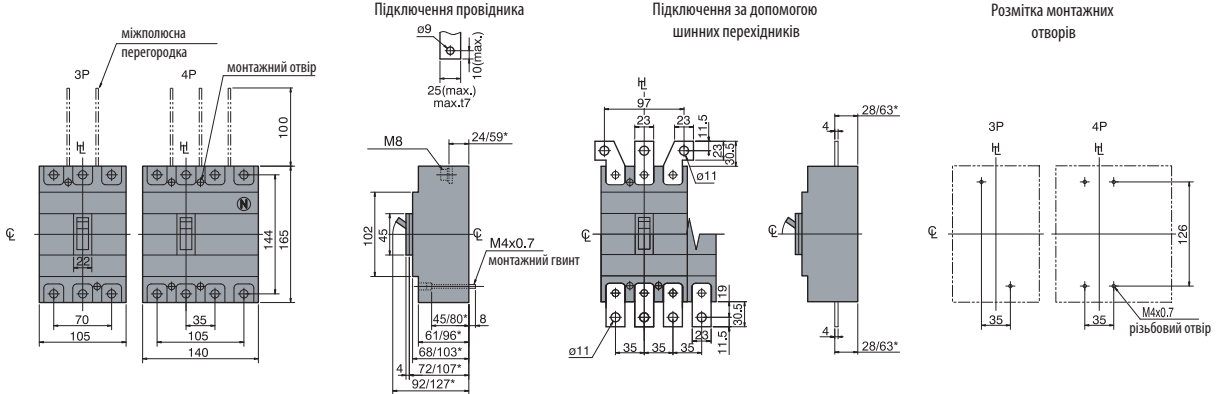 Підключення провідника
Підключення за допомогою
шинних перехідників
Розмітка монтажних
отворів
міжполюсна
перегородка
3P
4P
монтажний отвір
100
144
165
22
70
105
35
105
140
N
ø9
10(max.)
25(max.)
max.t7
24/59*
M8
102
45
M4x0.7
монтажний гвинт
45/80*
8
61/96*
68/103*
4
72/107*
92/127*
97
23
23
11.5
23
30.5
ø11
19
30.5
23
11.5
ø11
35
35
35
28/63*
4
4
28/63*
3P
4P
126
35
35
M4x0.7
різьбовий отвір